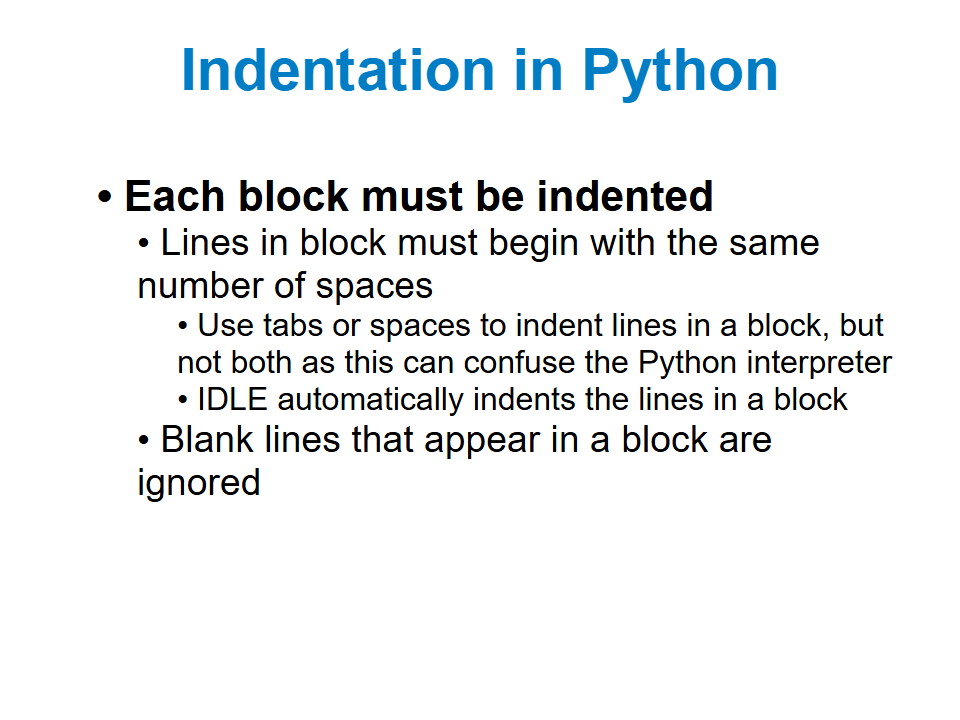 Indentation in Python
• Each block must be indented
• Lines in block must begin with the same
number of spaces
• Use tabs or spaces to indent lines in a block, but
not both as this can confuse the Python interpreter
• IDLE automatically indents the lines in a block
• Blank lines that appear in a block are
ignored